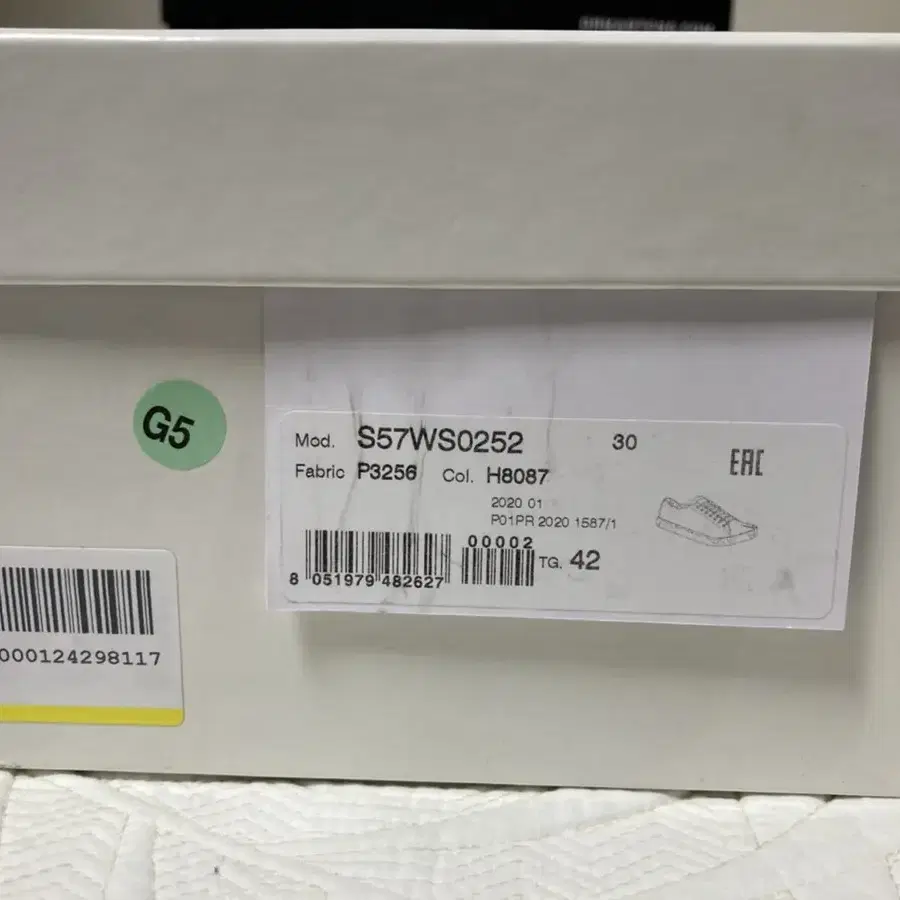 G5
Mod. S57WS0252 30
EAC
Fabric P3256 Col. H8087
2020 01
P01PR 2020 1587/1
00002
TG. 42
8 051979 482627
000124298117